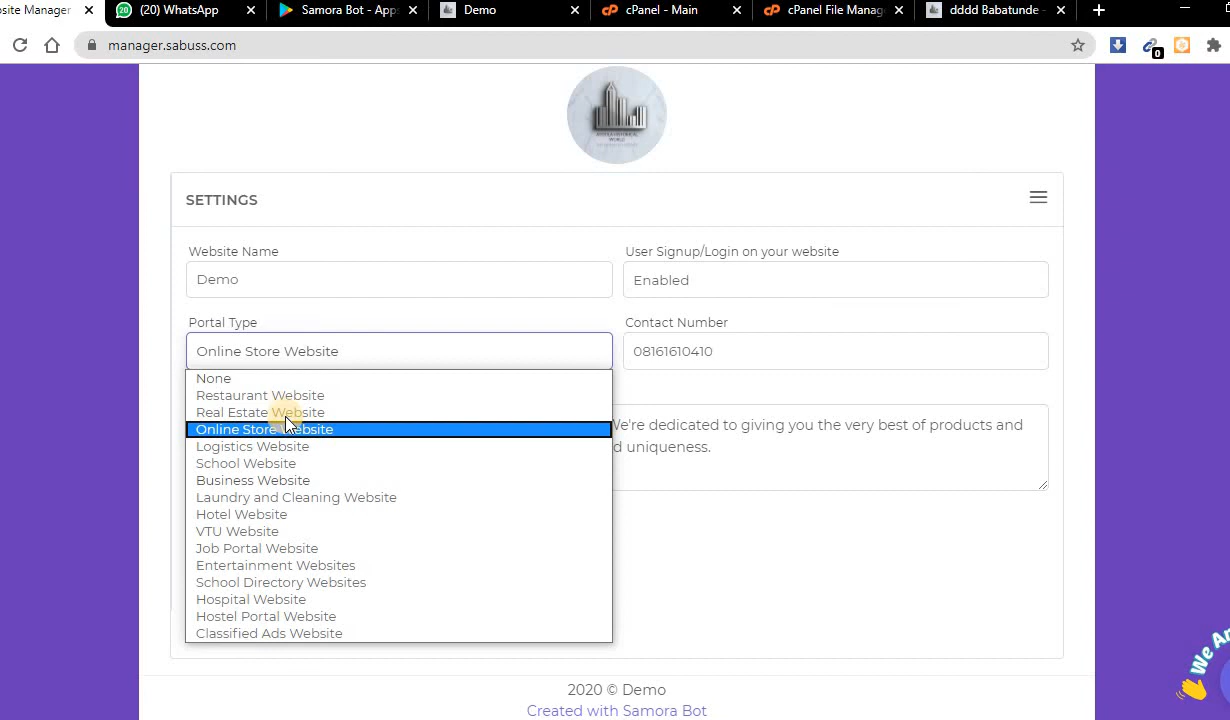 site Manager
(20) WhatsApp
Samora Bot - Apps
Demo
cPanel - Main
cPanel File Manag
dddd Babatunde -
manager.sabuss.com
0
SETTINGS
Website Name
User Signup/Login on your website
Demo
Enabled
Portal Type
Contact Number
Online Store Website
08161610410
None
Restaurant Website
Real Estate Website
Online Store Website
Logistics Website
School Website
Business Website
Laundry and Cleaning Website
Hotel Website
VTU Website
Job Portal Website
Entertainment Websites
School Directory Websites
Hospital Website
Hostel Portal Website
Classified Ads Website
We're dedicated to giving you the very best of products and
d uniqueness.
We Ar
2020 © Demo
Created with Samora Bot